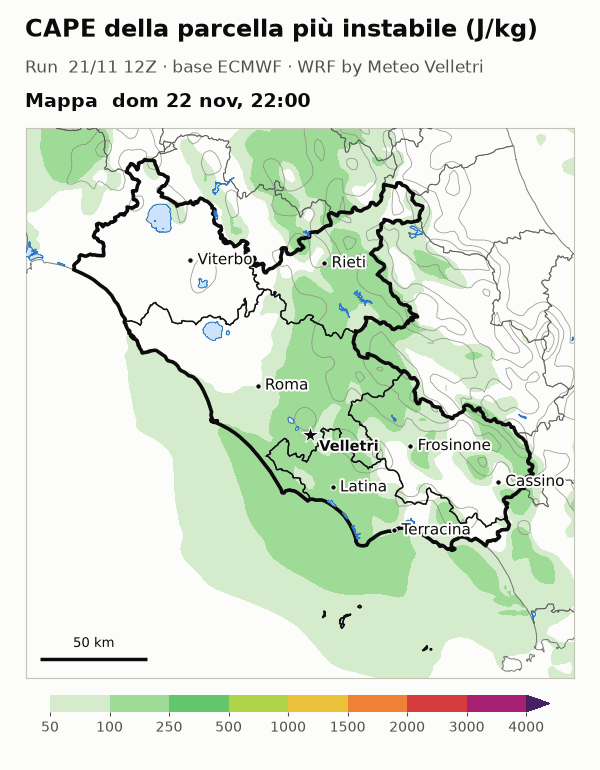 CAPE della parcella più instabile (J/kg)
Run  21/11 12Z · base ECMWF · WRF by Meteo Velletri
Mappa  dom 22 nov, 22:00
Viterbo
Rieti
Roma
Velletri
Frosinone
Latina
Cassino
Terracina
50 km
50 100 250 500 1000 1500 2000 3000 4000